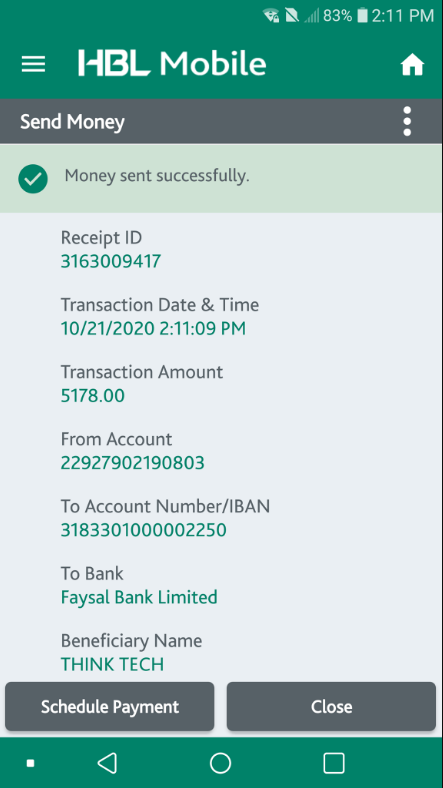 83% 2:11 PM
HBL Mobile
Send Money
Money sent successfully.
Receipt ID
3163009417
Transaction Date & Time
10/21/2020 2:11:09 PM
Transaction Amount
5178.00
From Account
22927902190803
To Account Number/IBAN
3183301000002250
To Bank
Faysal Bank Limited
Beneficiary Name
THINK TECH
Schedule Payment Close